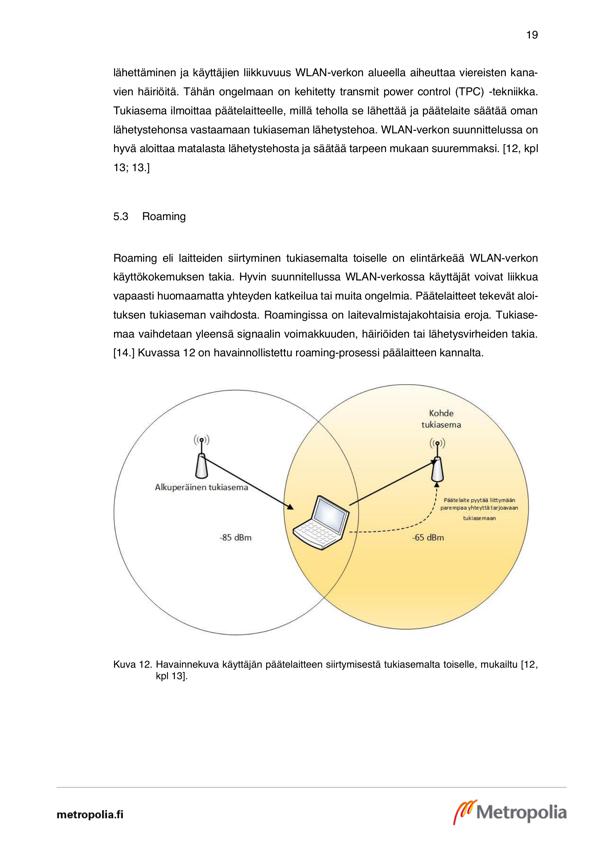 19
lähettäminen ja käyttäjien liikkuvuus WLAN-verkon alueella aiheuttaa viereisten kana-
vien häiriöitä. Tähän ongelmaan on kehitetty transmit power control (TPC) -tekniikka.
Tukiasema ilmoittaa päätelaitteelle, millä teholla se lähettää ja päätelaite säätää oman
lähetystehonsa vastaamaan tukiaseman lähetystehoa. WLAN-verkon suunnittelussa on
hyvä aloittaa matalasta lähetystehosta ja säätää tarpeen mukaan suuremmaksi. [12, kpl
13; 13.]
5.3 Roaming
Roaming eli laitteiden siirtyminen tukiasemalta toiselle on elintärkeää WLAN-verkon
käyttökokemuksen takia. Hyvin suunnitellussa WLAN-verkossa käyttäjät voivat liikkua
vapaasti huomaamatta yhteyden katkeilua tai muita ongelmia. Päätelaitteet tekevät aloi-
tuksen tukiaseman vaihdosta. Roamingissa on laitevalmistajakohtaisia eroja. Tukiase-
maa vaihdetaan yleensä signaalin voimakkuuden, häiriöiden tai lähetysvirheiden takia.
[14.] Kuvassa 12 on havainnollistettu roaming-prosessi päälaitteen kannalta.
Kohde
tukiasema
Alkuperäinen tukiasema
Päätelaite pyytää liittymään
parempaa yhteyttä tarjoavaan
tukiasemaan
-85 dBm
-65 dBm
Kuva 12. Havainnekuva käyttäjän päätelaitteen siirtymisestä tukiasemalta toiselle, mukailtu [12,
kpl 13].
metropolia.fi
Metropolia